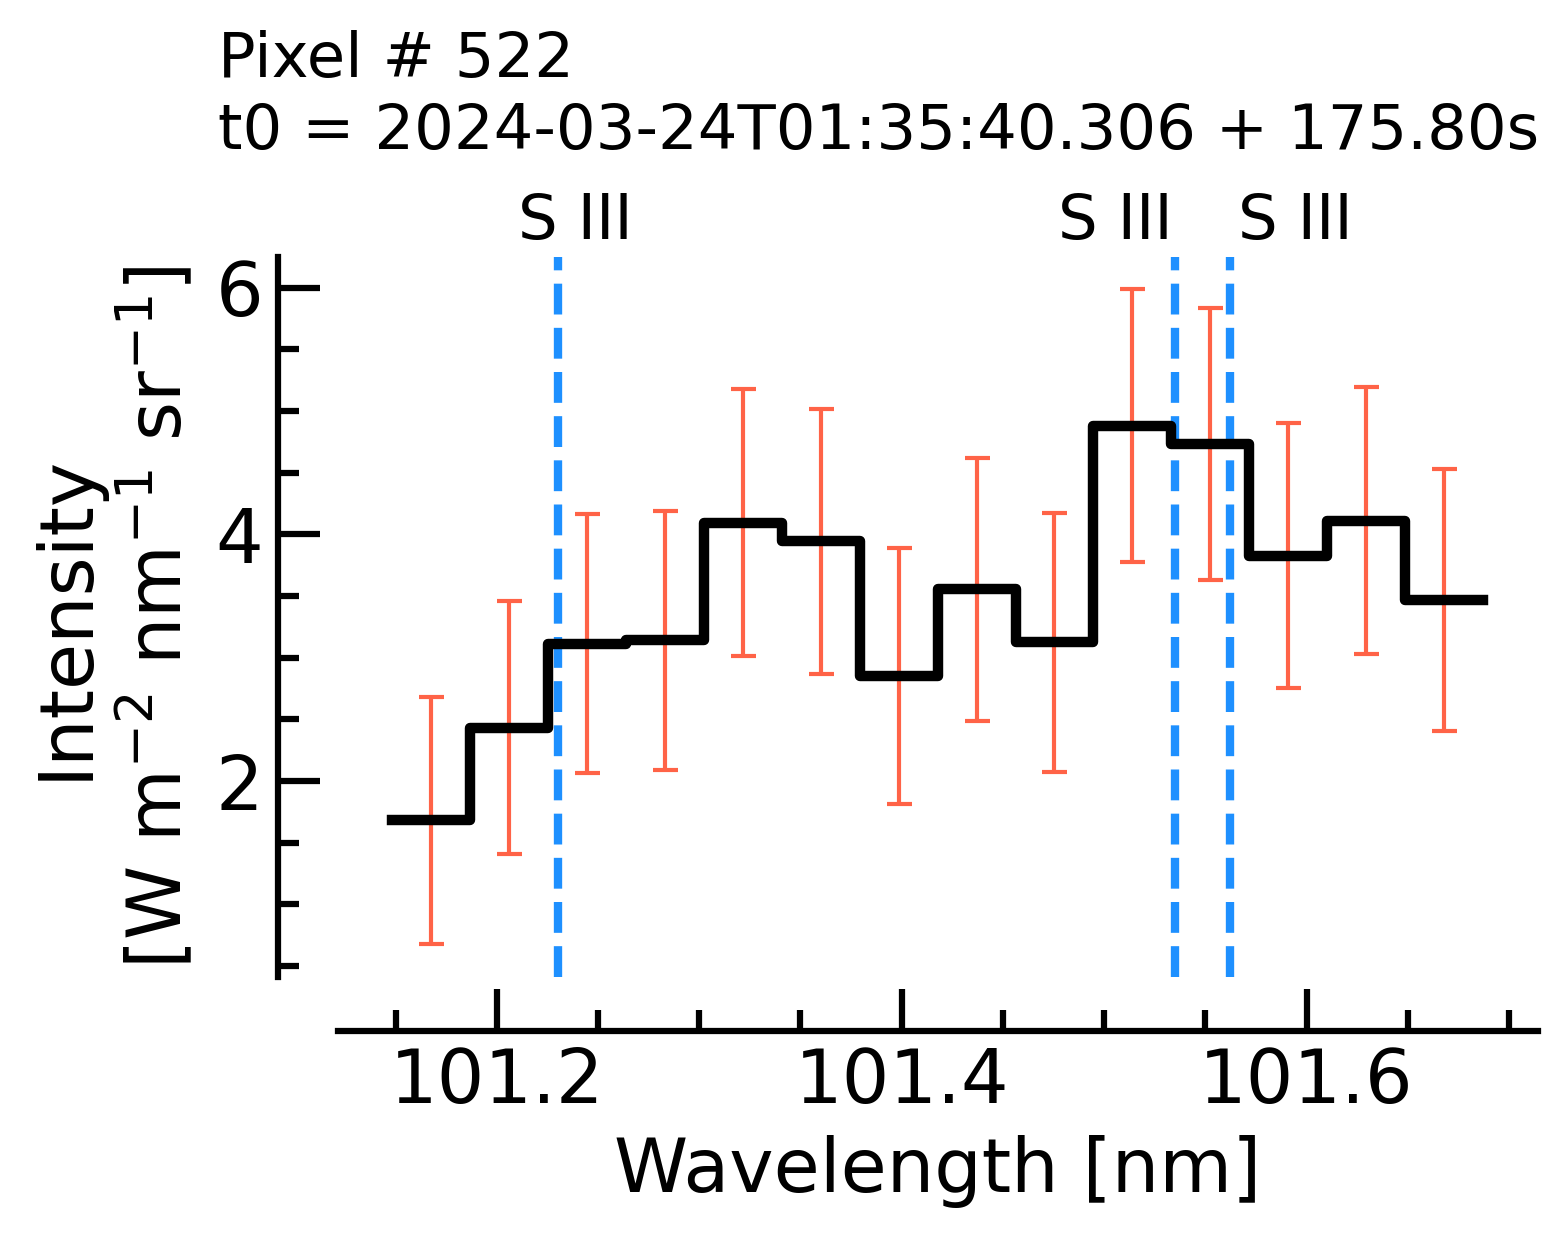 Pixel # 522
t0 = 2024-03-24T01:35:40.306 + 175.80s
S III S III S III
Intensity
[W m⁻² nm⁻¹ sr⁻¹]
6
4
2
101.2 101.4 101.6
Wavelength [nm]